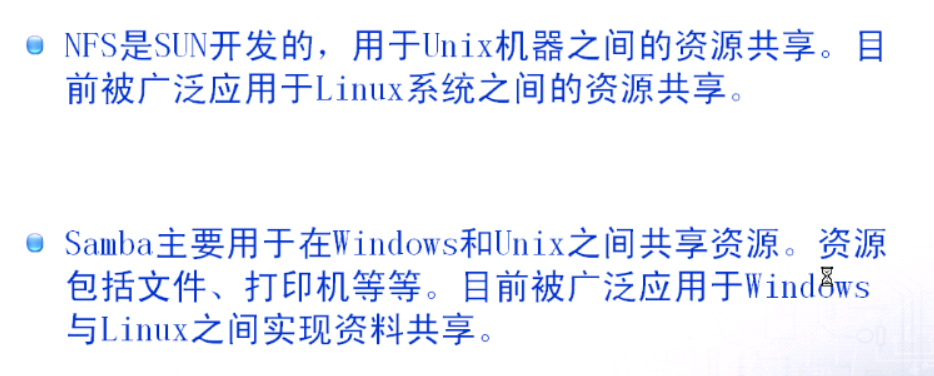 NFS是SUN开发的，用于Unix机器之间的资源共享。目
前被广泛应用于Linux系统之间的资源共享。
Samba主要用于在Windows和Unix之间共享资源。资源
包括文件、打印机等等。目前被广泛应用于Windows
与Linux之间实现资料共享。